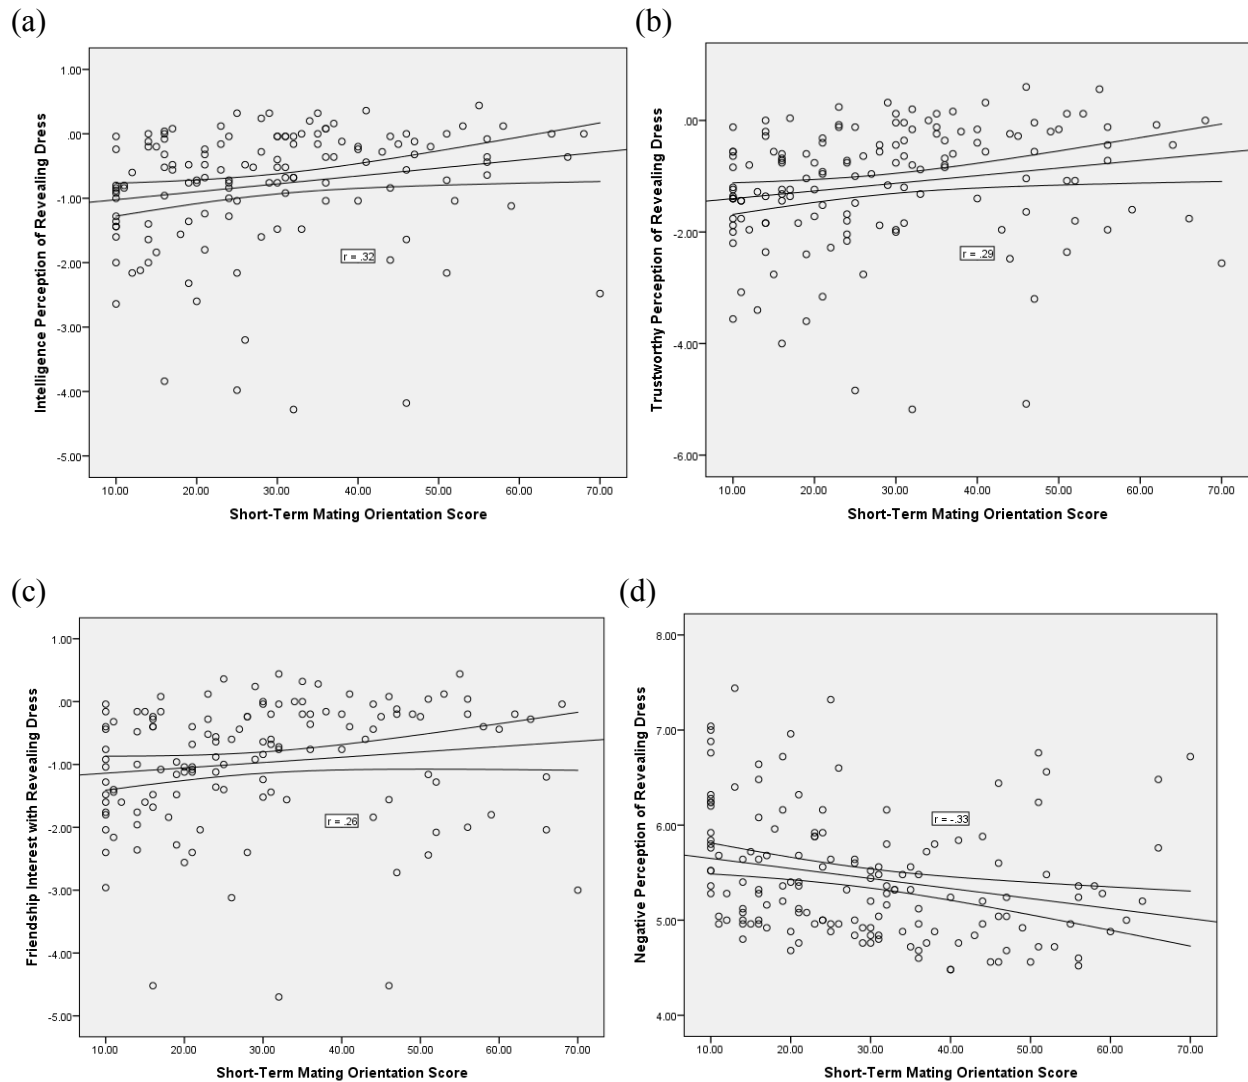 (a)
(b)
Intelligence Perception of Revealing Dress
1.00
.00
-1.00
-2.00
-3.00
-4.00
-5.00
r = .32
10.00 20.00 30.00 40.00 50.00 60.00 70.00
Short-Term Mating Orientation Score
Trustworthy Perception of Revealing Dress
.00
-2.00
-4.00
-6.00
r = .29
10.00 20.00 30.00 40.00 50.00 60.00 70.00
Short-Term Mating Orientation Score
(c)
(d)
Friendship Interest with Revealing Dress
1.00
.00
-1.00
-2.00
-3.00
-4.00
-5.00
r = .26
10.00 20.00 30.00 40.00 50.00 60.00 70.00
Short-Term Mating Orientation Score
Negative Perception of Revealing Dress
8.00
7.00
6.00
5.00
4.00
r = -.33
10.00 20.00 30.00 40.00 50.00 60.00 70.00
Short-Term Mating Orientation Score